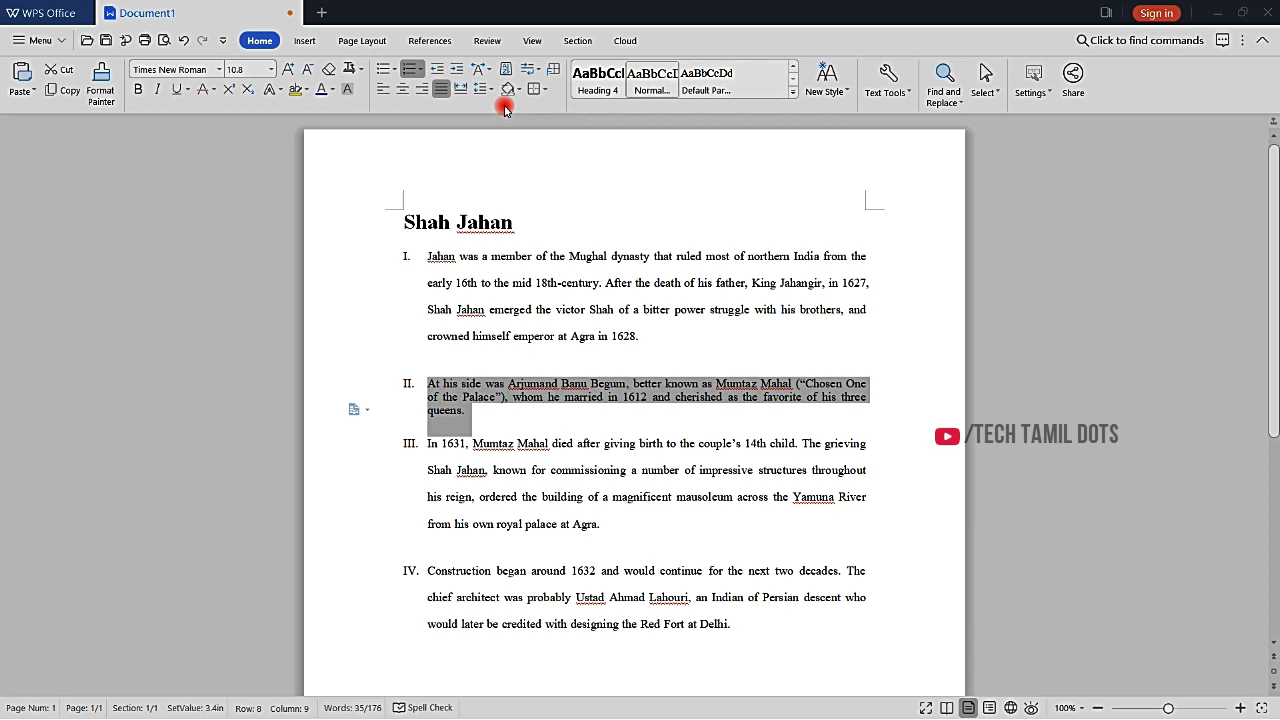 WPS Office
Document1
Sign in
Menu
Home
Insert
Page Layout
References
Review
View
Section
Cloud
Click to find commands
Paste
Cut
Copy
Format
Painter
Times New Roman
10.8
AaBbCcI
Heading 4
AaBbCcI
Normal...
AaBbCcDd
Default Par...
New Style
Text Tools
Find and
Replace
Select
Settings
Share
Shah Jahan
I. Jahan was a member of the Mughal dynasty that ruled most of northern India from the
early 16th to the mid 18th-century. After the death of his father, King Jahangir, in 1627,
Shah Jahan emerged the victor Shah of a bitter power struggle with his brothers, and
crowned himself emperor at Agra in 1628.
II. At his side was Arjumand Banu Begum, better known as Mumtaz Mahal (“Chosen One
of the Palace”), whom he married in 1612 and cherished as the favorite of his three
queens.
III. In 1631, Mumtaz Mahal died after giving birth to the couple’s 14th child. The grieving
Shah Jahan, known for commissioning a number of impressive structures throughout
his reign, ordered the building of a magnificent mausoleum across the Yamuna River
from his own royal palace at Agra.
IV. Construction began around 1632 and would continue for the next two decades. The
chief architect was probably Ustad Ahmad Lahouri, an Indian of Persian descent who
would later be credited with designing the Red Fort at Delhi.
/TECH TAMIL DOTS
Page Num: 1
Page: 1/1
Section: 1/1
SetValue: 3.4in
Row: 8
Column: 9
Words: 35/176
Spell Check
100%